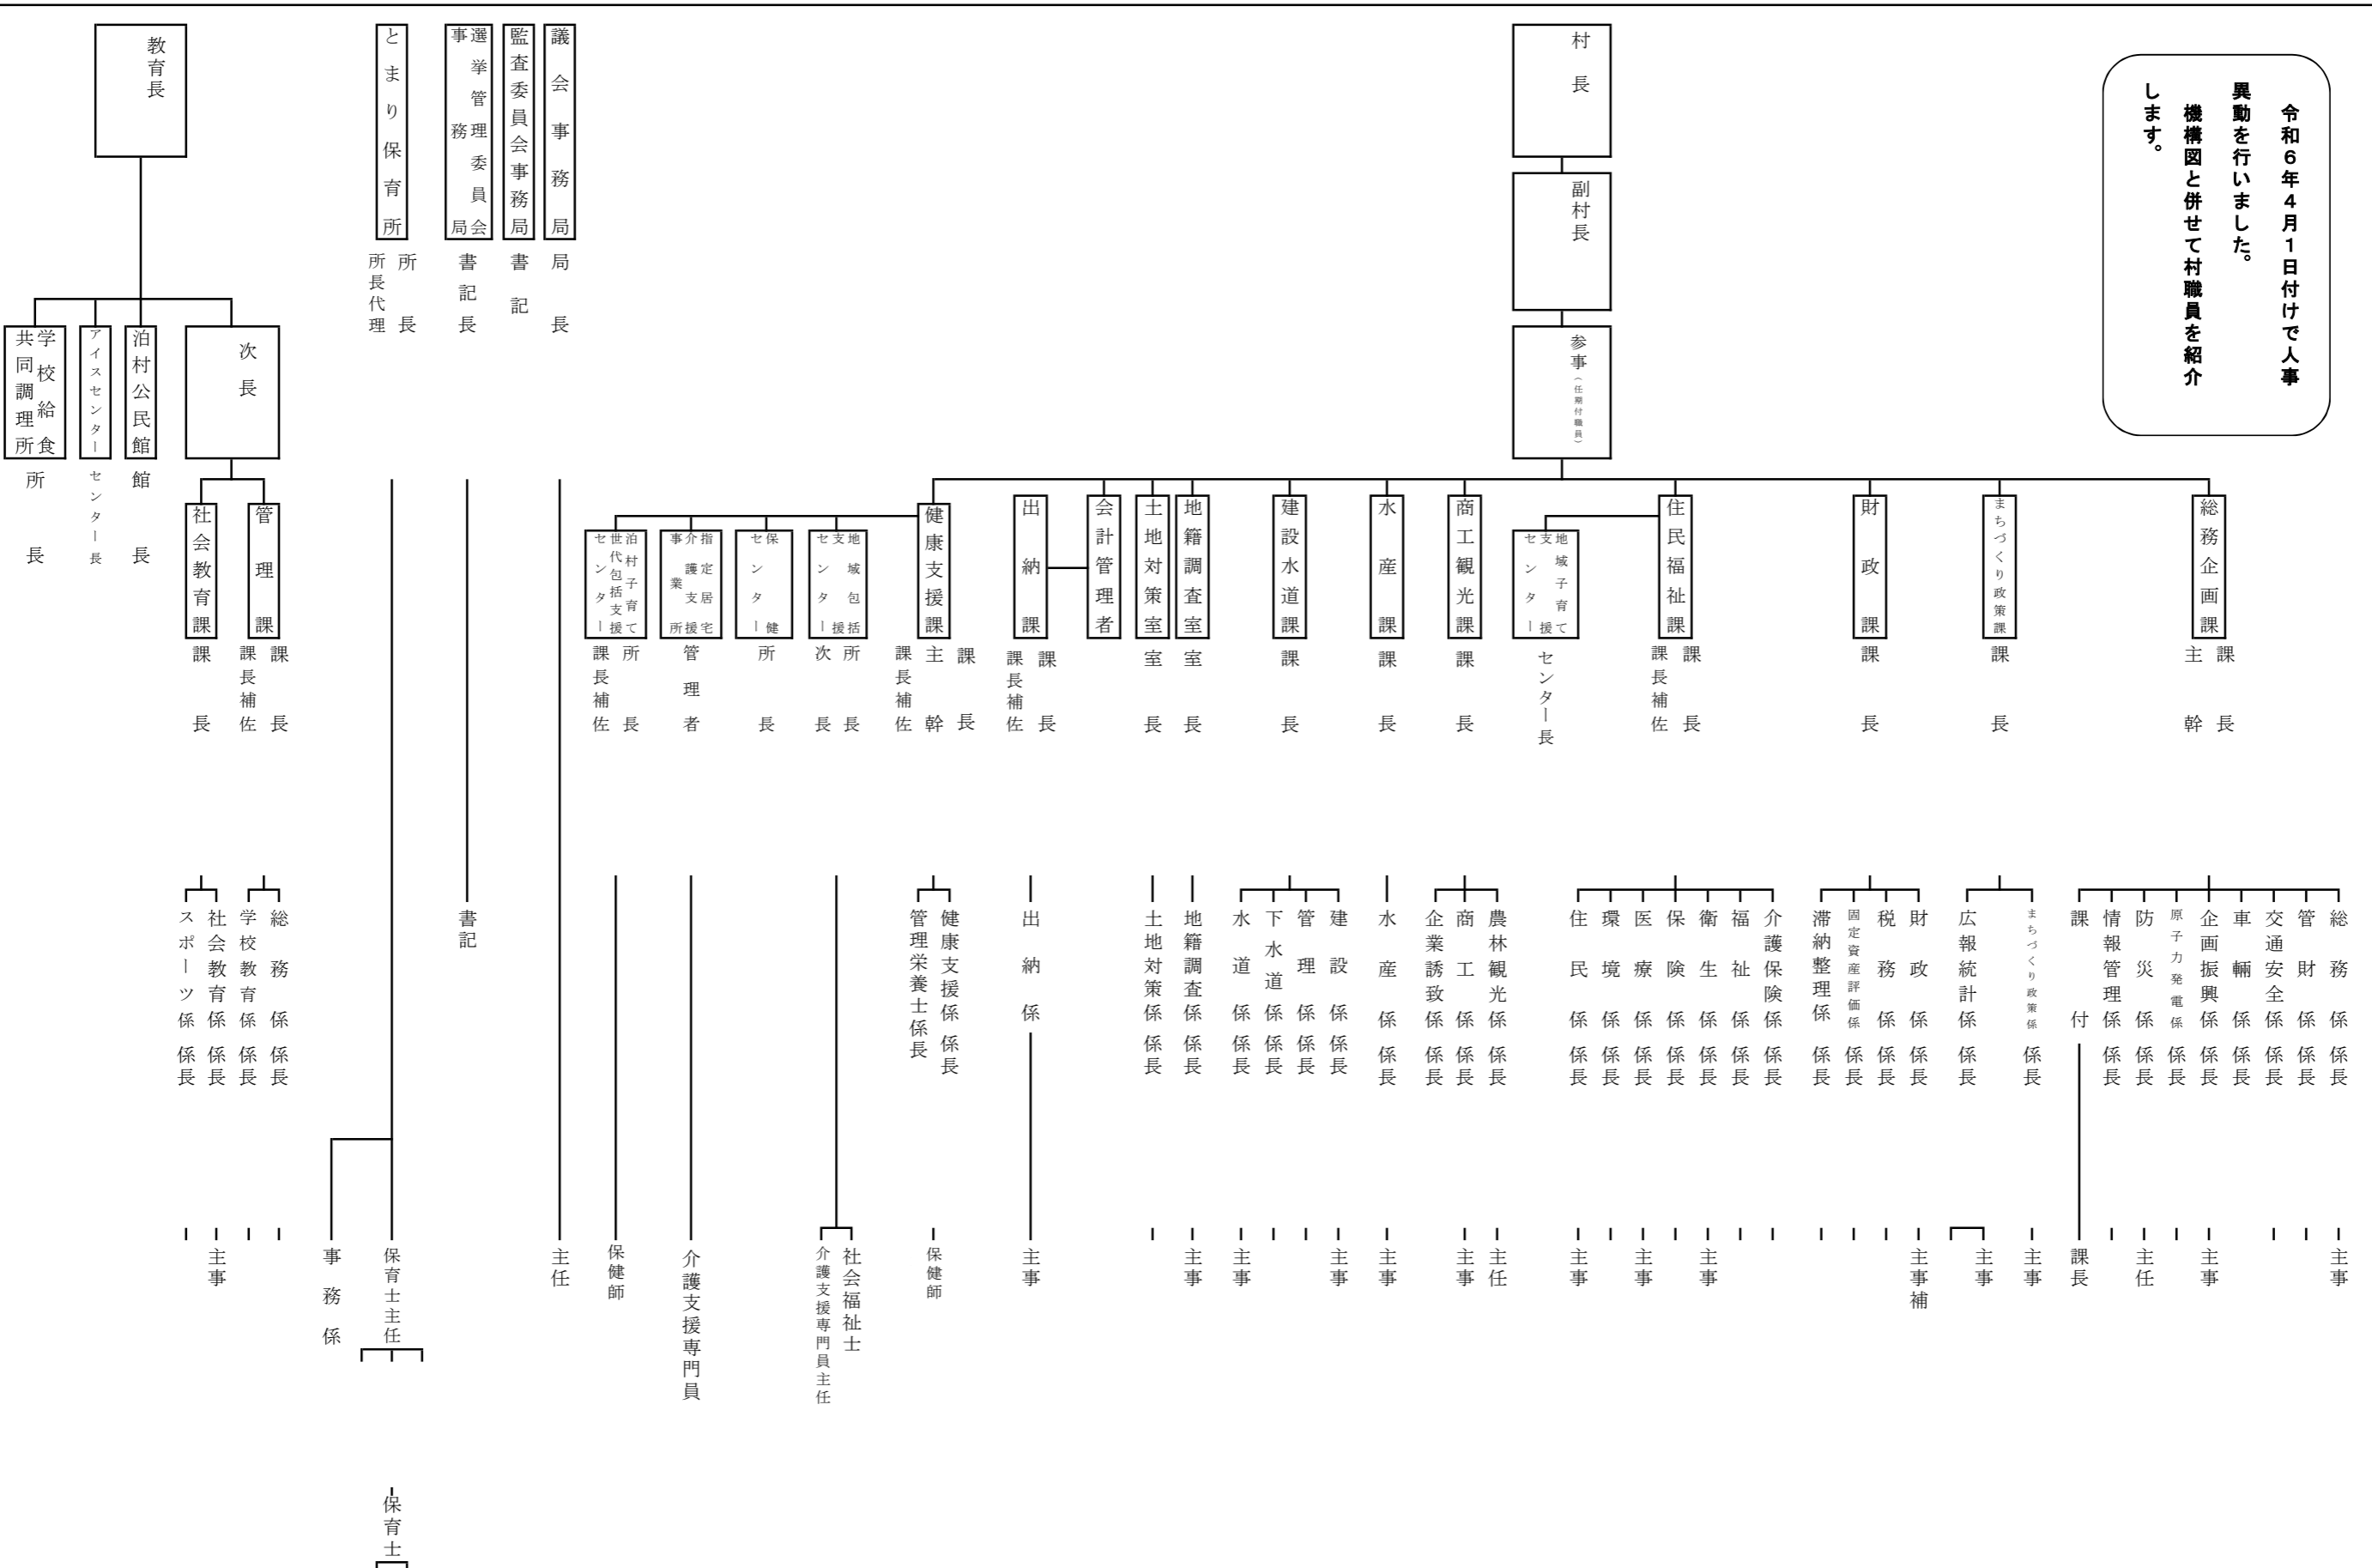 令和６年４月１日付けで人事
異動を行いました。
機構図と併せて村職員を紹介
します。
村長
副村長
参事（任期付職員）
総務企画課
課長
主幹
総務係 係長
主事
管財係 係長
交通安全係 係長
車輛係 係長
企画振興係 係長
主事
原子力発電係 係長
防災係 係長
主任
情報管理係 係長
課付
課長
まちづくり政策課
課長
まちづくり政策係 係長
主事
広報統計係 係長
主事
財政課
課長
財政係 係長
主事補
税務係 係長
固定資産評価係 係長
滞納整理係 係長
住民福祉課
課長
課長補佐
介護保険係 係長
福祉係 係長
衛生係 係長
主事
保険係 係長
医療係 係長
主事
環境係 係長
住民係 係長
主事
地域子育て
支援
センター
センター長
商工観光課
課長
農林観光係 係長
主任
商工係 係長
主事
企業誘致係 係長
水産課
課長
水産係 係長
主事
建設水道課
課長
建設係 係長
主事
管理係 係長
下水道係 係長
水道係 係長
主事
地籍調査室
室長
地籍調査係 係長
主事
土地対策室
室長
土地対策係 係長
会計管理者
出納課
課長
課長補佐
出納係
主事
健康支援課
課長
主幹
課長補佐
健康支援係 係長
管理栄養士係長
保健師
地域包括
支援
センター
所長
次長
社会福祉士
介護支援専門員主任
保健
センター
所長
指定居宅
介護支援
事業所
管理者
介護支援専門員
泊村子育て
世代包括支援
センター
所長
課長補佐
保健師
議会事務局
局長
主任
監査委員会事務局
書記
選挙管理委員会
事務局
書記長
書記
とまり保育所
所長
所長代理
保育士主任
保育士
事務係
教育長
次長
管理課
課長
課長補佐
総務係 係長
学校教育係 係長
社会教育課
課長
社会教育係 係長
主事
スポーツ係 係長
泊村公民館
館長
アイスセンター
センター長
学校給食
共同調理所
所長